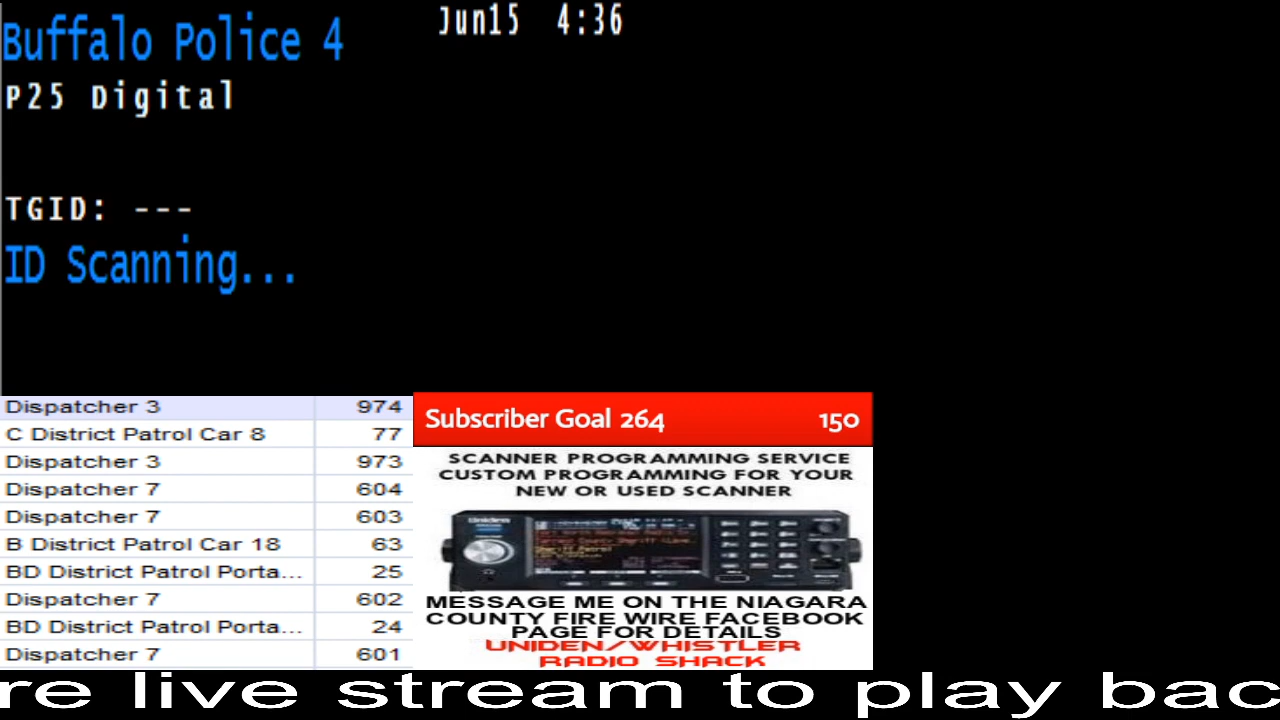 Buffalo Police 4
Jun15 4:36
P25 Digital
TGID: ---
ID Scanning...
Dispatcher 3 974
C District Patrol Car 8 77
Dispatcher 3 973
Dispatcher 7 604
Dispatcher 7 603
B District Patrol Car 18 63
BD District Patrol Porta... 25
Dispatcher 7 602
BD District Patrol Porta... 24
Dispatcher 7 601
Subscriber Goal 264 150
SCANNER PROGRAMMING SERVICE
CUSTOM PROGRAMMING FOR YOUR
NEW OR USED SCANNER
Uniden
MESSAGE ME ON THE NIAGARA
COUNTY FIRE WIRE FACEBOOK
PAGE FOR DETAILS
UNIDEN/WHISTLER
RADIO SHACK
re live stream to play bac